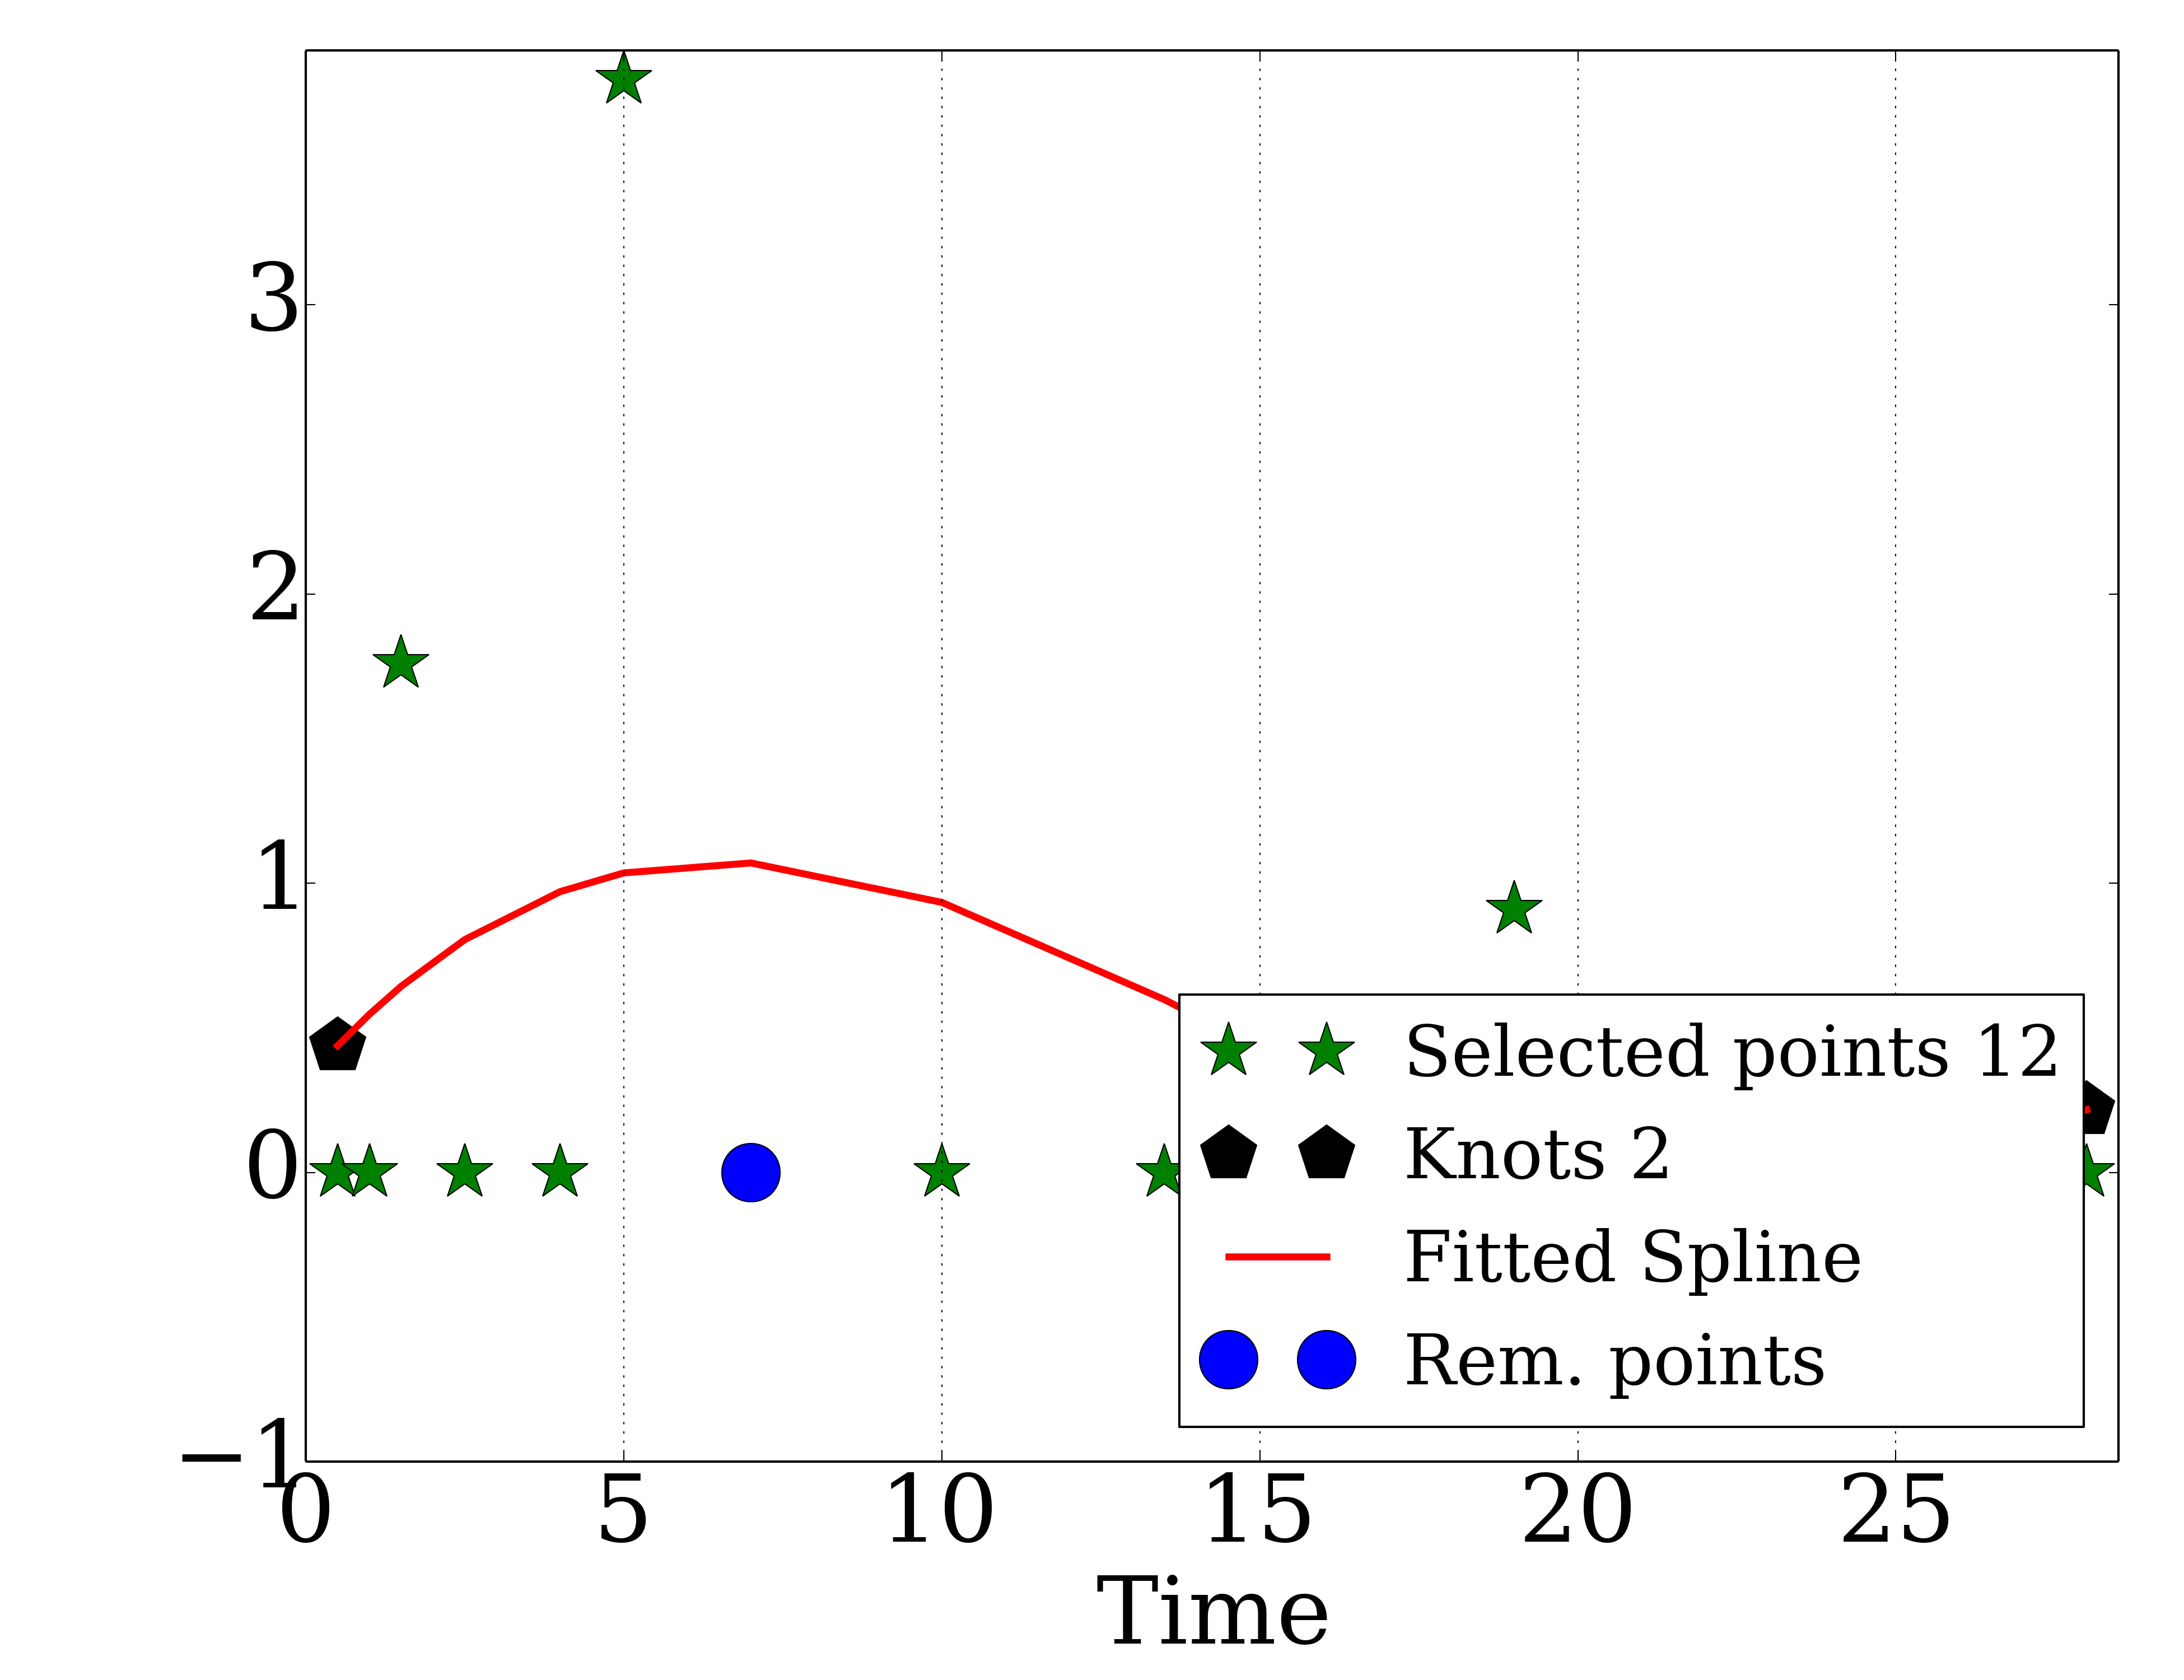 3
2
1
0
−1
Selected points 12
Knots 2
Fitted Spline
Rem. points
0 5 10 15 20 25
Time